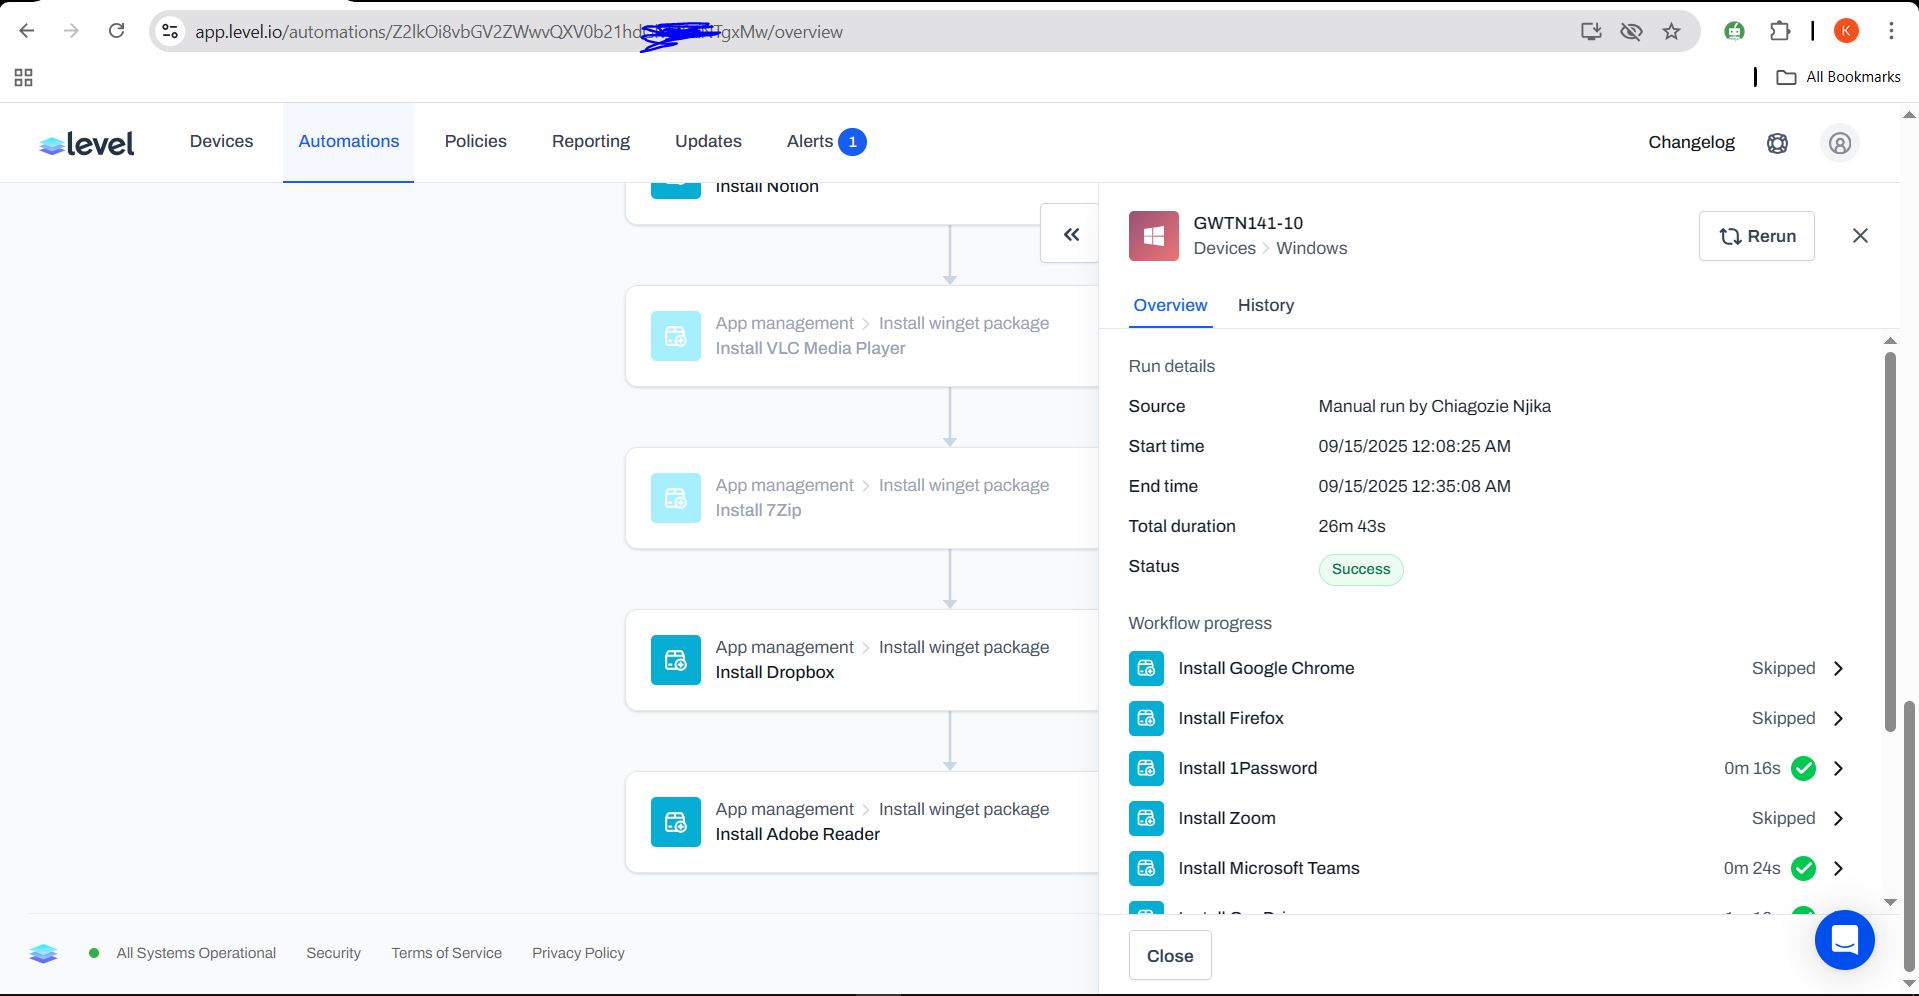 app.level.io/automations/Z2lkOi8vbGV2ZWwvQXV0b21hd gxMw/overview
K
All Bookmarks
level
Devices
Automations
Policies
Reporting
Updates
Alerts 1
Changelog
Install Notion
App management > Install winget package
Install VLC Media Player
App management > Install winget package
Install 7Zip
App management > Install winget package
Install Dropbox
App management > Install winget package
Install Adobe Reader
GWTN141-10
Devices > Windows
Rerun
Overview
History
Run details
Source Manual run by Chiagozie Njika
Start time 09/15/2025 12:08:25 AM
End time 09/15/2025 12:35:08 AM
Total duration 26m 43s
Status Success
Workflow progress
Install Google Chrome Skipped
Install Firefox Skipped
Install 1Password 0m 16s
Install Zoom Skipped
Install Microsoft Teams 0m 24s
Close
All Systems Operational
Security
Terms of Service
Privacy Policy